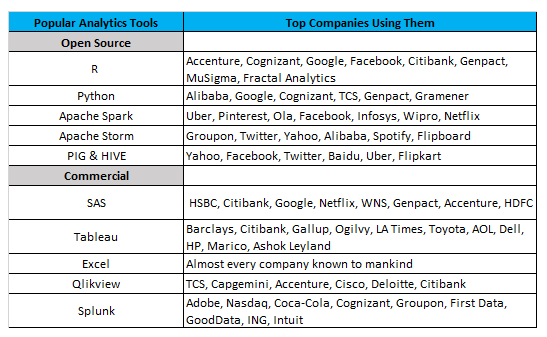 Popular Analytics Tools Top Companies Using Them
Open Source
R Accenture, Cognizant, Google, Facebook, Citibank, Genpact,
MuSigma, Fractal Analytics
Python Alibaba, Google, Cognizant, TCS, Genpact, Gramener
Apache Spark Uber, Pinterest, Ola, Facebook, Infosys, Wipro, Netflix
Apache Storm Groupon, Twitter, Yahoo, Alibaba, Spotify, Flipboard
PIG & HIVE Yahoo, Facebook, Twitter, Baidu, Uber, Flipkart
Commercial
SAS HSBC, Citibank, Google, Netflix, WNS, Genpact, Accenture, HDFC
Tableau Barclays, Citibank, Gallup, Ogilvy, LA Times, Toyota, AOL, Dell,
HP, Marico, Ashok Leyland
Excel Almost every company known to mankind
Qlikview TCS, Capgemini, Accenture, Cisco, Deloitte, Citibank
Splunk Adobe, Nasdaq, Coca-Cola, Cognizant, Groupon, First Data,
GoodData, ING, Intuit